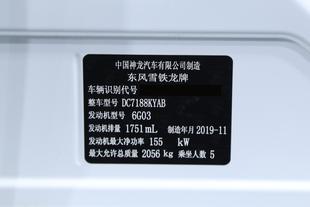 中国神龙汽车有限公司制造
东风雪铁龙牌
车辆识别代号
整车型号 DC7188KYAB
发动机型号 6G03
发动机排量 1751 mL 制造年月 2019-11
发动机最大净功率 155 kW
最大允许总质量 2056 kg 乘坐人数 5